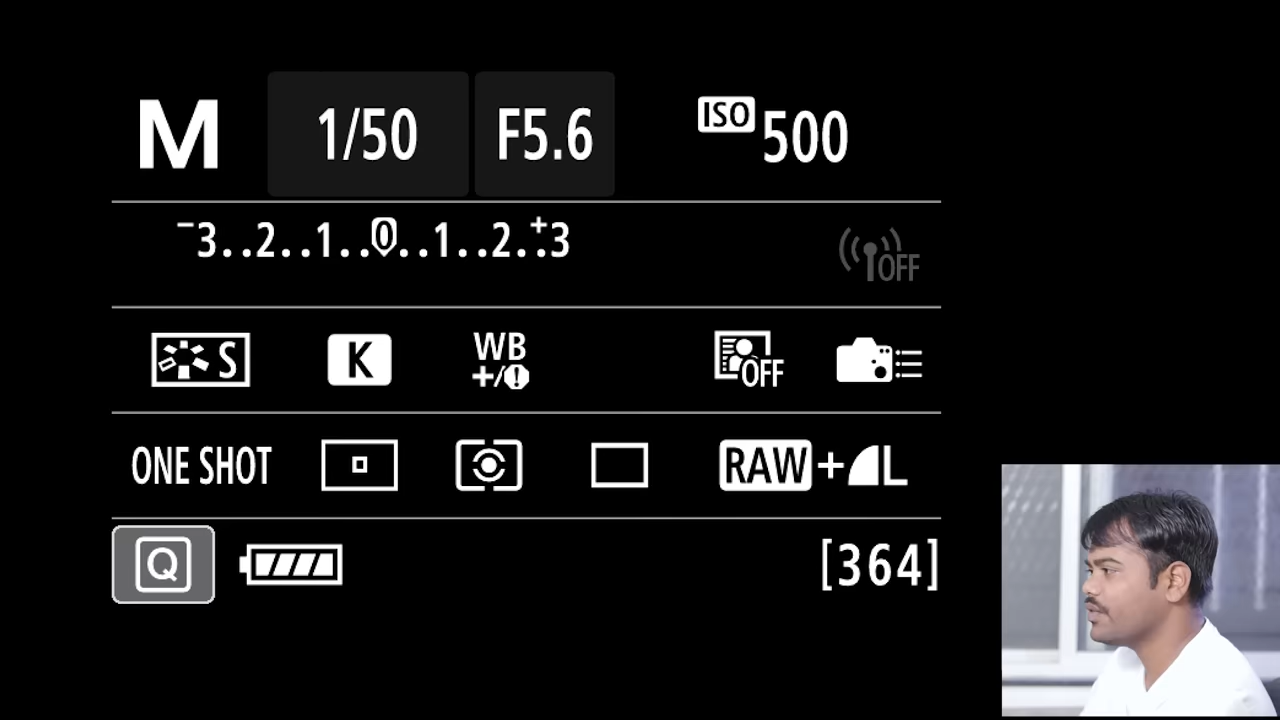 M 1/50 F5.6 ISO 500
-3..2..1..0..1..2..+3 OFF
S K WB +/! OFF
ONE SHOT RAW+L
Q [364]